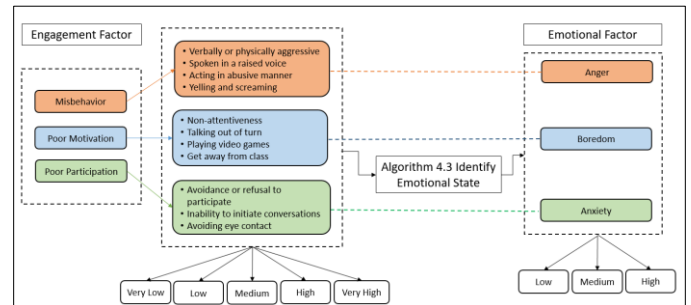 Engagement Factor
Misbehavior
Poor Motivation
Poor Participation
• Verbally or physically aggressive
• Spoken in a raised voice
• Acting in abusive manner
• Yelling and screaming
• Non-attentiveness
• Talking out of turn
• Playing video games
• Get away from class
• Avoidance or refusal to
participate
• Inability to initiate conversations
• Avoiding eye contact
Very Low
Low
Medium
High
Very High
Algorithm 4.3 Identify
Emotional State
Emotional Factor
Anger
Boredom
Anxiety
Low
Medium
High